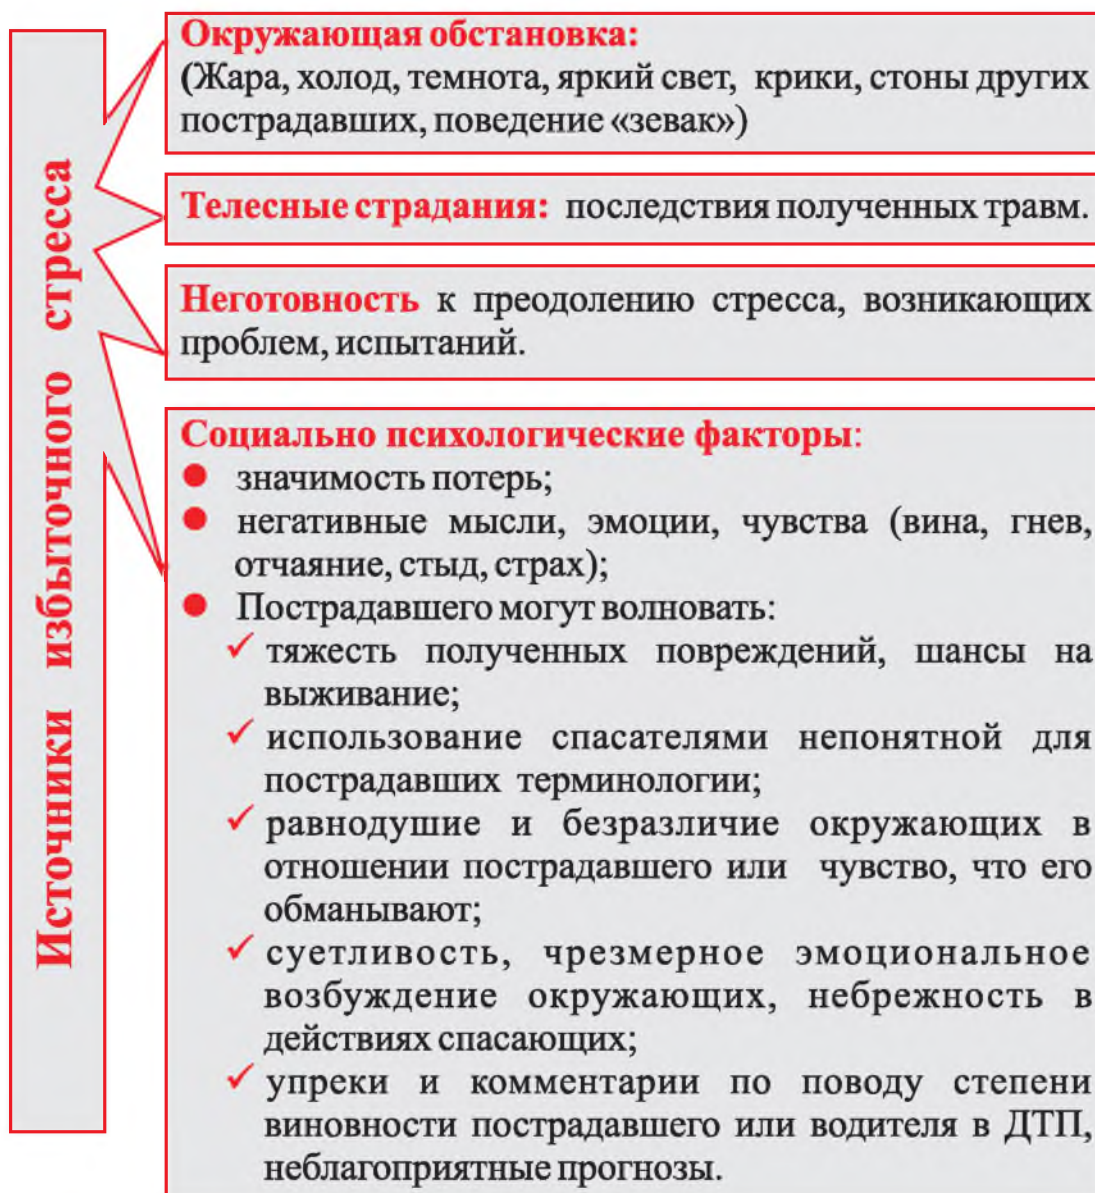 Источники избыточного стресса
Окружающая обстановка:
(Жара, холод, темнота, яркий свет, крики, стоны других
пострадавших, поведение «зевак»)
Телесные страдания: последствия полученных травм.
Неготовность к преодолению стресса, возникающих
проблем, испытаний.
Социально психологические факторы:
● значимость потерь;
● негативные мысли, эмоции, чувства (вина, гнев,
отчаяние, стыд, страх);
● Пострадавшего могут волновать:
✓ тяжесть полученных повреждений, шансы на
выживание;
✓ использование спасателями непонятной для
пострадавших терминологии;
✓ равнодушие и безразличие окружающих в
отношении пострадавшего или чувство, что его
обманывают;
✓ суетливость, чрезмерное эмоциональное
возбуждение окружающих, небрежность в
действиях спасающих;
✓ упреки и комментарии по поводу степени
виновности пострадавшего или водителя в ДТП,
неблагоприятные прогнозы.